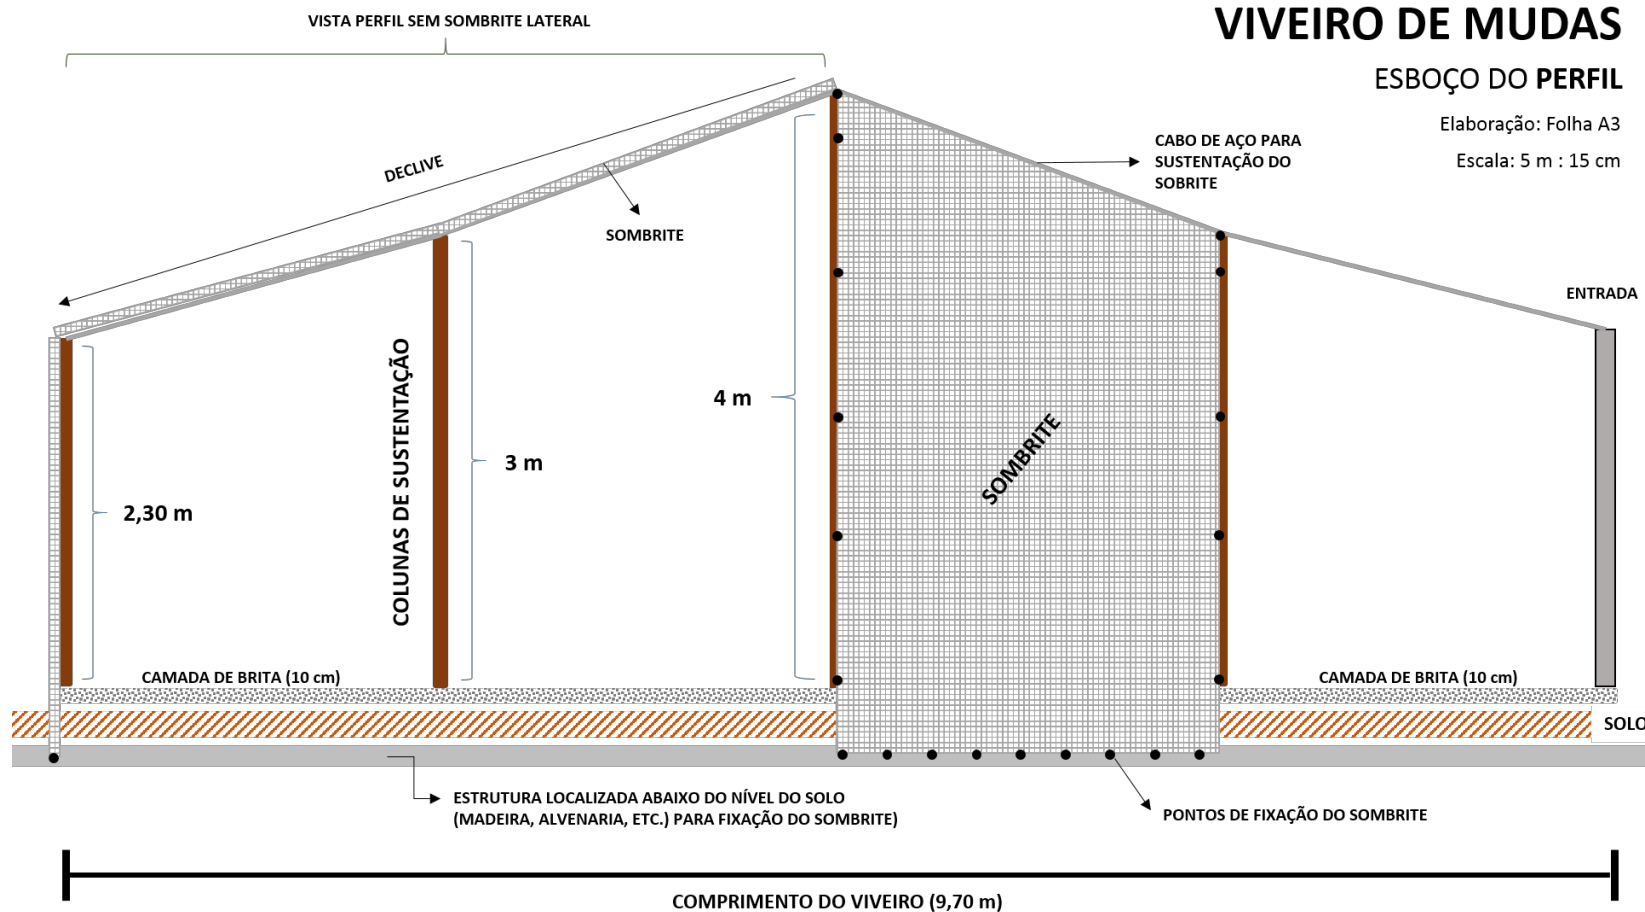 VISTA PERFIL SEM SOMBRITE LATERAL
VIVEIRO DE MUDAS
ESBOÇO DO PERFIL
Elaboração: Folha A3
Escala: 5 m : 15 cm
CABO DE AÇO PARA
SUSTENTAÇÃO DO
SOBRITE
DECLIVE
SOMBRITE
ENTRADA
COLUNAS DE SUSTENTAÇÃO
4 m
3 m
2,30 m
SOMBRITE
CAMADA DE BRITA (10 cm)
CAMADA DE BRITA (10 cm)
SOLO
ESTRUTURA LOCALIZADA ABAIXO DO NÍVEL DO SOLO
(MADEIRA, ALVENARIA, ETC.) PARA FIXAÇÃO DO SOMBRITE)
PONTOS DE FIXAÇÃO DO SOMBRITE
COMPRIMENTO DO VIVEIRO (9,70 m)